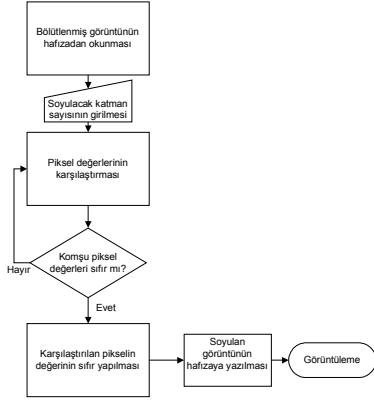 Bölütlenmiş görüntünün
hafızadan okunması
Soyulacak katman
sayısının girilmesi
Piksel değerlerinin
karşılaştırması
Komşu piksel
değerleri sıfır mı?
Hayır
Evet
Karşılaştırılan pikselin
değerinin sıfır yapılması
Soyulan
görüntünün
hafızaya yazılması
Görüntüleme